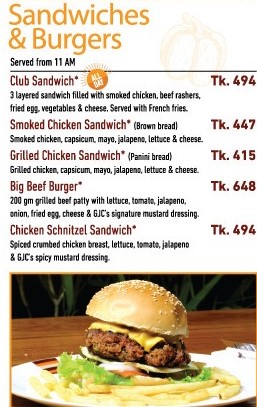 Sandwiches
& Burgers
Served from 11 AM
Club Sandwich* ALL DAY Tk. 494
3 layered sandwich filled with smoked chicken, beef rashers,
fried egg, vegetables & cheese. Served with French fries.
Smoked Chicken Sandwich* (Brown bread) Tk. 447
Smoked chicken, capsicum, mayo, jalapeno, lettuce & cheese.
Grilled Chicken Sandwich* (Panini bread) Tk. 415
Grilled chicken, capsicum, mayo, jalapeno, lettuce & cheese.
Big Beef Burger* Tk. 648
200 gm grilled beef patty with lettuce, tomato, jalapeno,
onion, fried egg, cheese & GJC's signature mustard dressing.
Chicken Schnitzel Sandwich* Tk. 494
Spiced crumbed chicken breast, lettuce, tomato, jalapeno
& GJC's spicy mustard dressing.